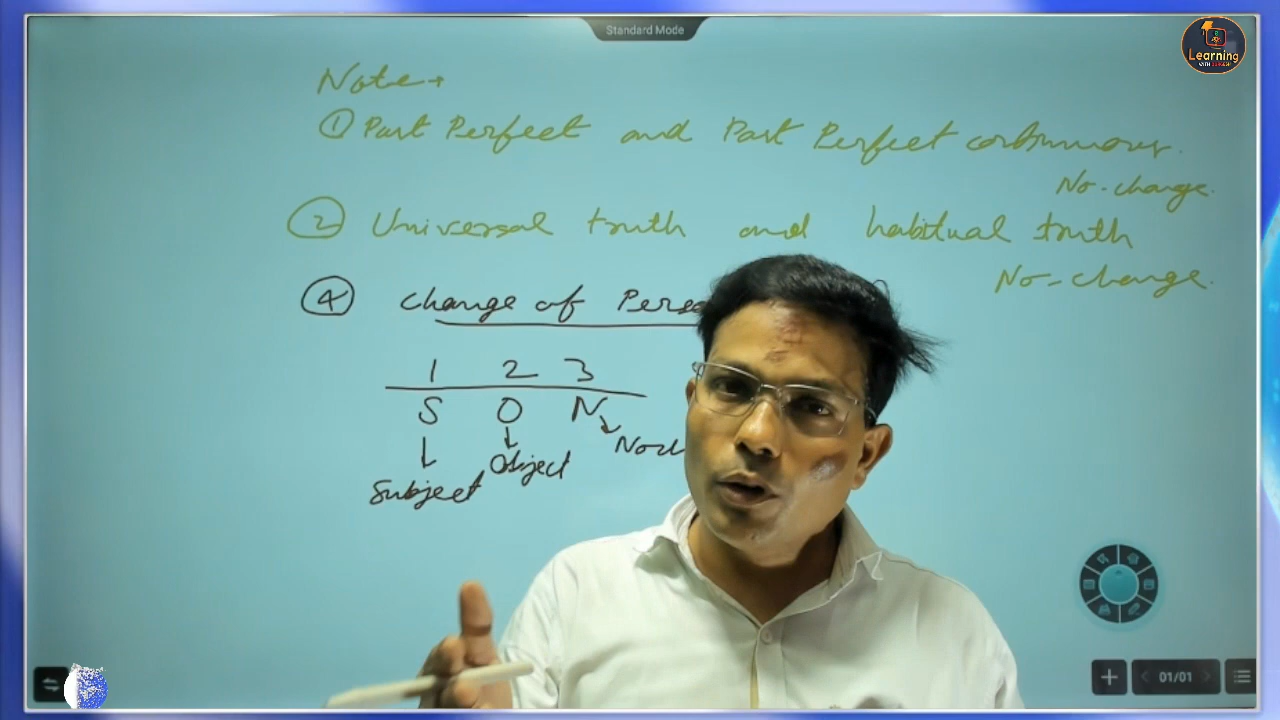 Standard Mode
Learning
Note →
① Past Perfect and Past Perfect continuous.
No-change.
② Universal truth and habitual truth
No-change.
④ Change of Perso
1 2 3
S O N
Subject Object
01/01